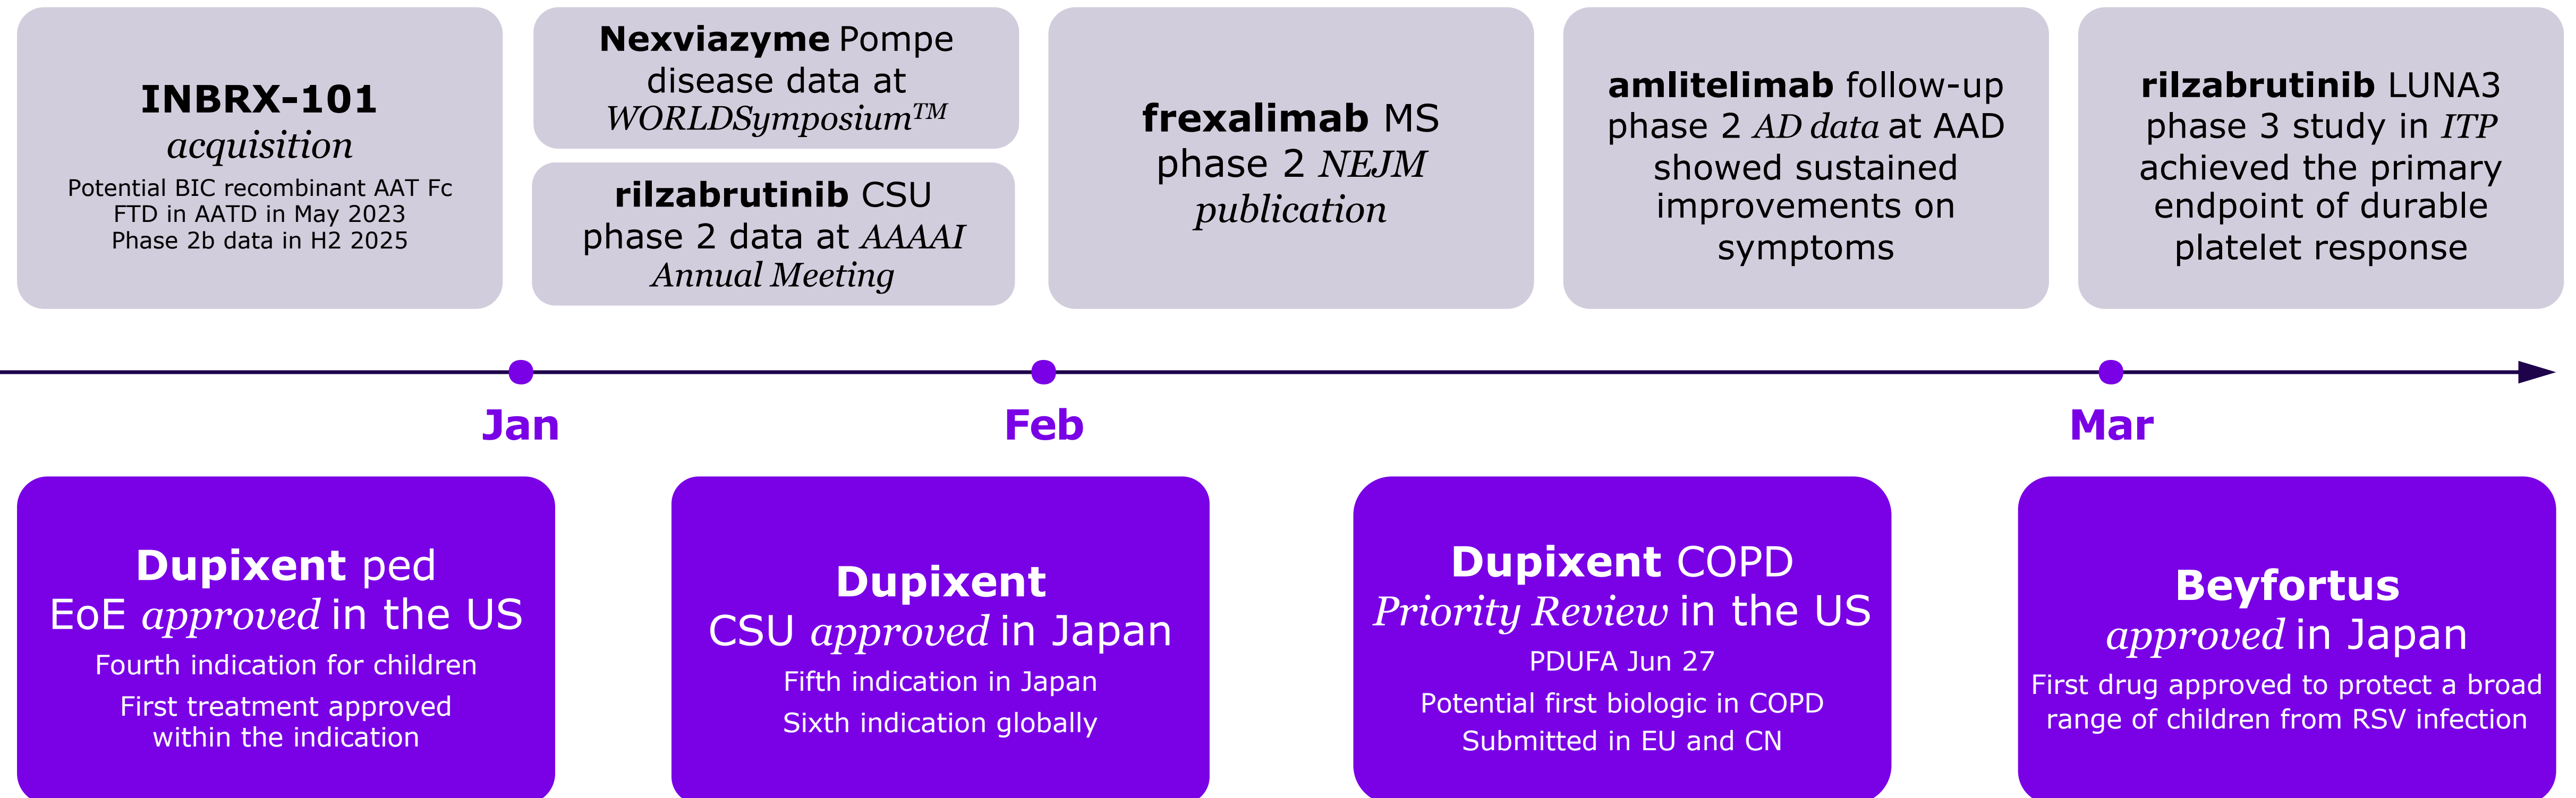 INBRX-101
acquisition
Potential BIC recombinant AAT Fc
FTD in AATD in May 2023
Phase 2b data in H2 2025
Nexviazyme Pompe
disease data at
WORLDSymposium™
rilzabrutinib CSU
phase 2 data at AAAAI
Annual Meeting
frexalimab MS
phase 2 NEJM
publication
amlitelimab follow-up
phase 2 AD data at AAD
showed sustained
improvements on
symptoms
rilzabrutinib LUNA3
phase 3 study in ITP
achieved the primary
endpoint of durable
platelet response
Jan
Feb
Mar
Dupixent ped
EoE approved in the US
Fourth indication for children
First treatment approved
within the indication
Dupixent
CSU approved in Japan
Fifth indication in Japan
Sixth indication globally
Dupixent COPD
Priority Review in the US
PDUFA Jun 27
Potential first biologic in COPD
Submitted in EU and CN
Beyfortus
approved in Japan
First drug approved to protect a broad
range of children from RSV infection